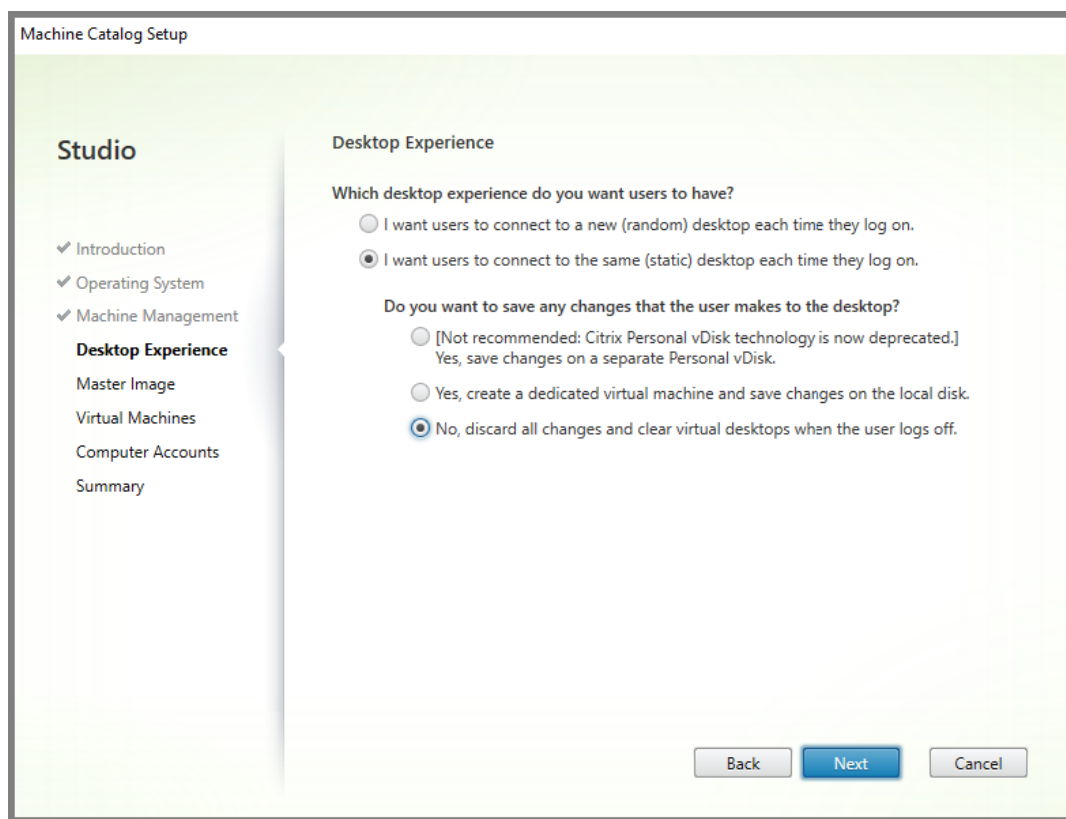 Machine Catalog Setup
Studio
✔ Introduction
✔ Operating System
✔ Machine Management
Desktop Experience
Master Image
Virtual Machines
Computer Accounts
Summary
Desktop Experience
Which desktop experience do you want users to have?
I want users to connect to a new (random) desktop each time they log on.
I want users to connect to the same (static) desktop each time they log on.
Do you want to save any changes that the user makes to the desktop?
[Not recommended: Citrix Personal vDisk technology is now deprecated.]
Yes, save changes on a separate Personal vDisk.
Yes, create a dedicated virtual machine and save changes on the local disk.
No, discard all changes and clear virtual desktops when the user logs off.
Back
Next
Cancel